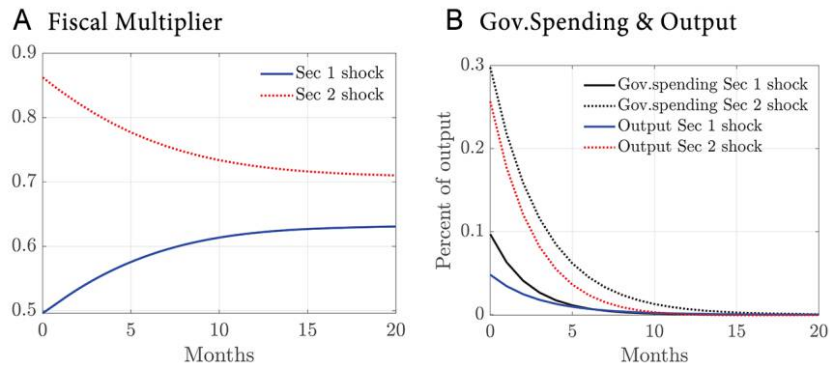 A Fiscal Multiplier
0.9
0.8
0.7
0.6
0.5
0
5
10
15
20
Months
Sec 1 shock
Sec 2 shock
B Gov.Spending & Output
Percent of output
0.3
0.2
0.1
0
0
5
10
15
20
Months
Gov.spending Sec 1 shock
Gov.spending Sec 2 shock
Output Sec 1 shock
Output Sec 2 shock